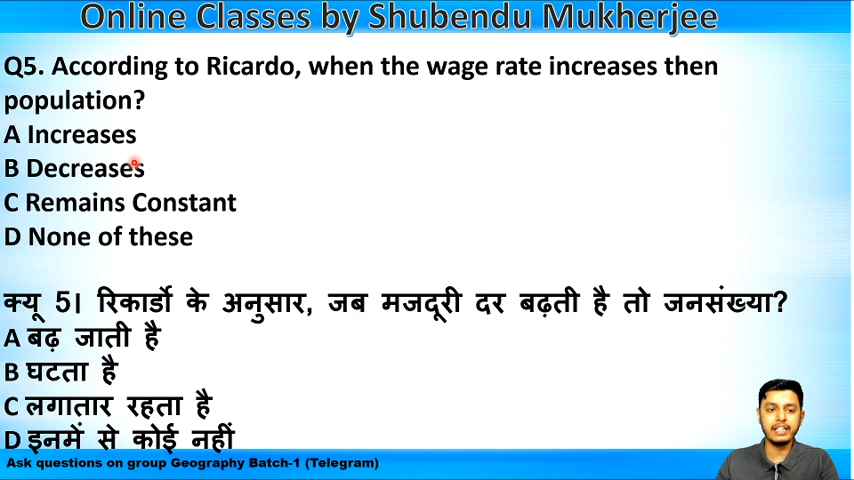 Online Classes by Shubendu Mukherjee
Q5. According to Ricardo, when the wage rate increases then
population?
A Increases
B Decreases
C Remains Constant
D None of these
क्यू 5। रिकार्डो के अनुसार, जब मजदूरी दर बढ़ती है तो जनसंख्या?
A बढ़ जाती है
B घटता है
C लगातार रहता है
D इनमें से कोई नहीं
Ask questions on group Geography Batch-1 (Telegram)